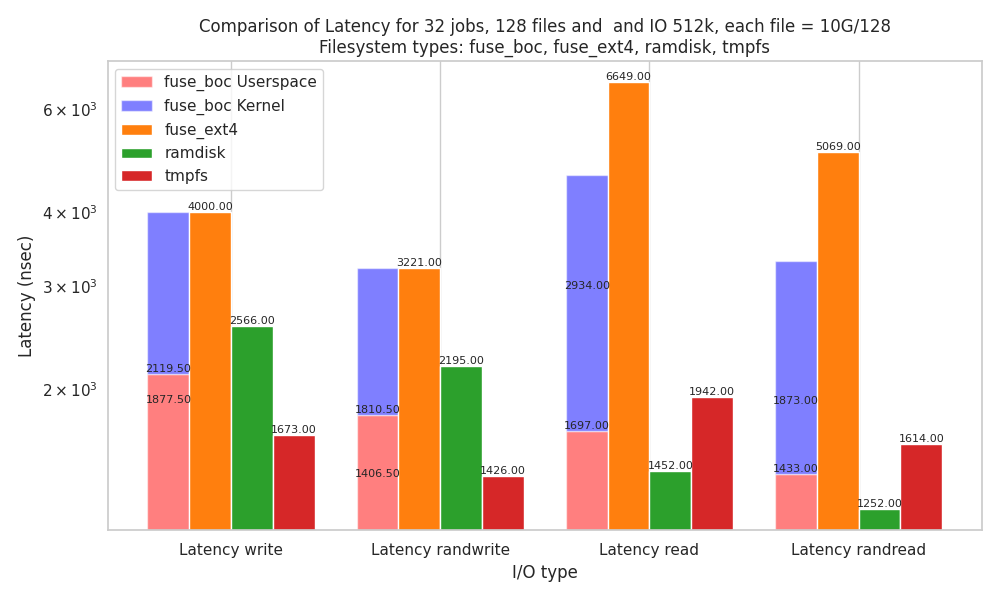 Comparison of Latency for 32 jobs, 128 files and  and IO 512k, each file = 10G/128
Filesystem types: fuse_boc, fuse_ext4, ramdisk, tmpfs
fuse_boc Userspace
fuse_boc Kernel
fuse_ext4
ramdisk
tmpfs
Latency (nsec)
6 × 10³
4 × 10³
3 × 10³
2 × 10³
2119.50
1877.50
4000.00
2566.00
1673.00
1810.50
1406.50
3221.00
2195.00
1426.00
2934.00
1697.00
6649.00
1452.00
1942.00
1873.00
1433.00
5069.00
1252.00
1614.00
Latency write
Latency randwrite
Latency read
Latency randread
I/O type